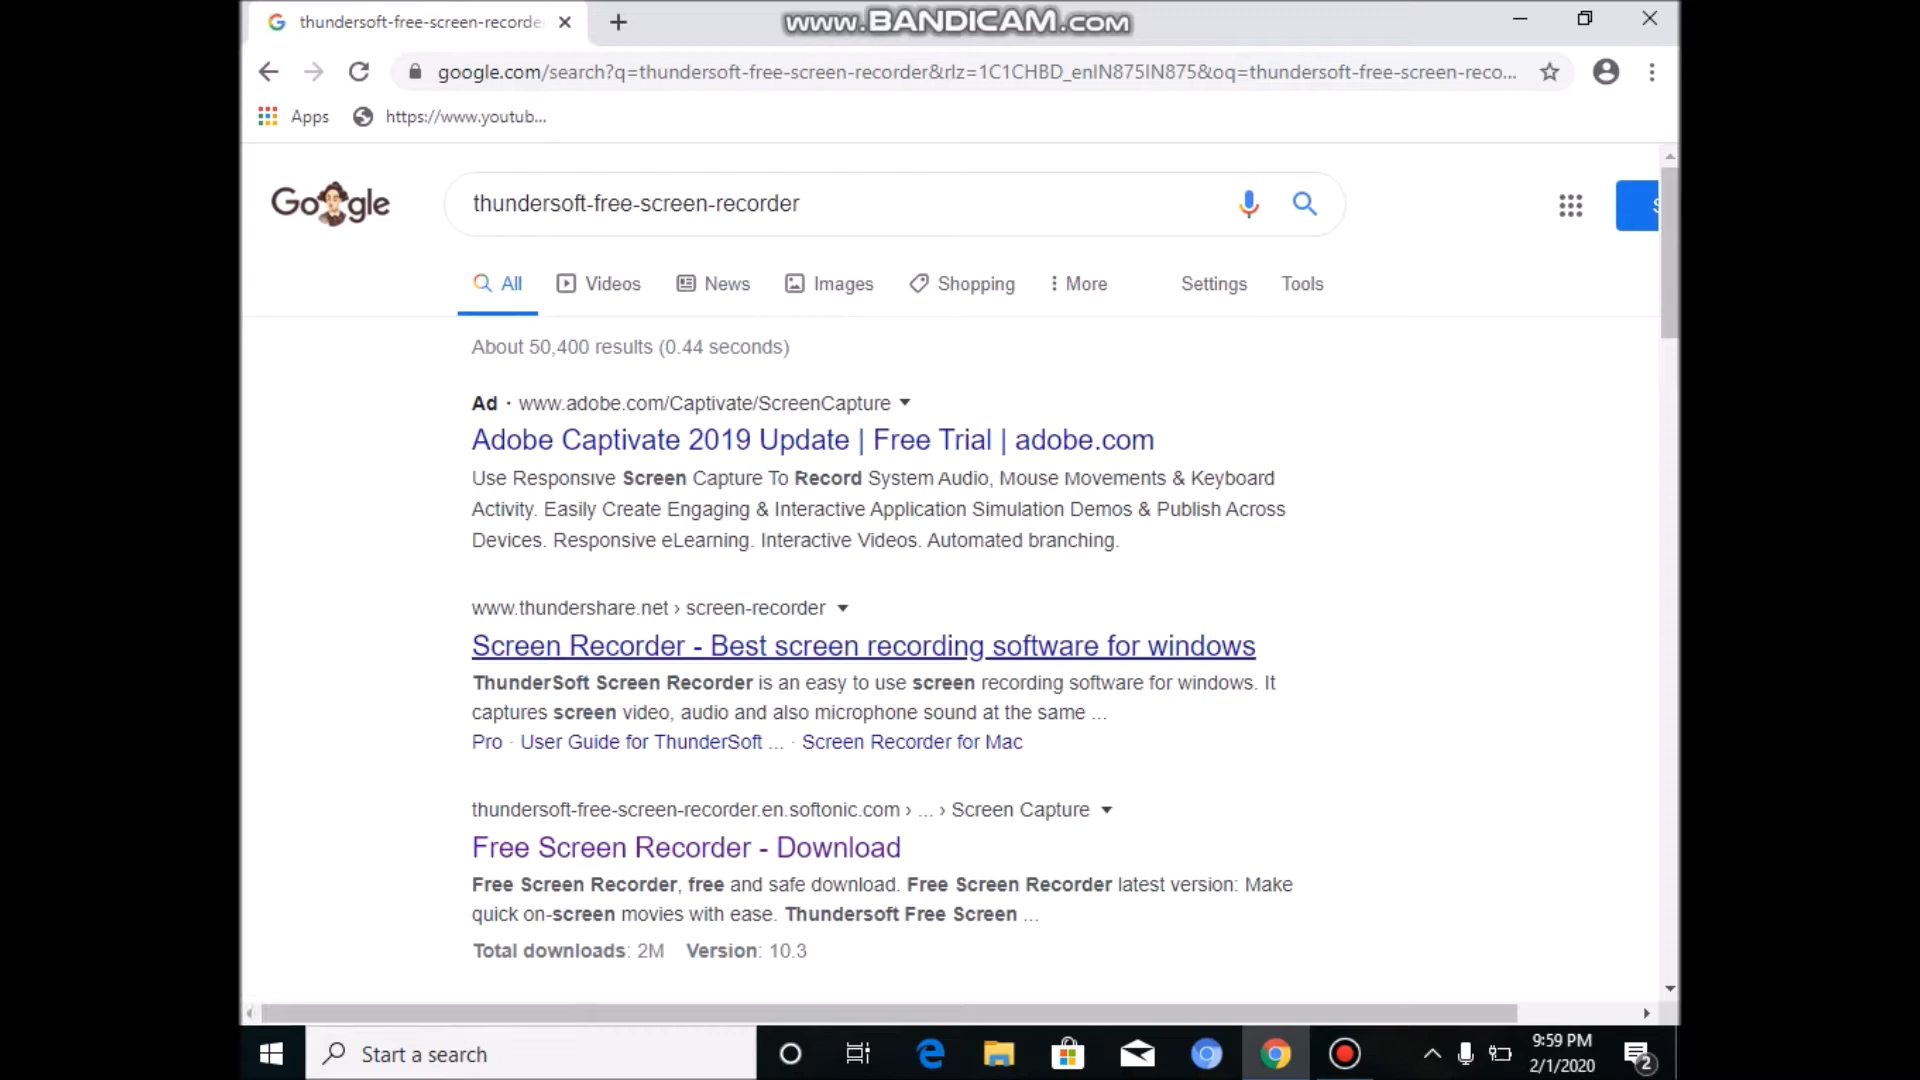 thundersoft-free-screen-recorde
www.BANDICAM.com
google.com/search?q=thundersoft-free-screen-recorder&rlz=1C1CHBD_enIN875IN875&oq=thundersoft-free-screen-reco...
Apps https://www.youtub...
Google thundersoft-free-screen-recorder S
All Videos News Images Shopping More Settings Tools
About 50,400 results (0.44 seconds)
Ad · www.adobe.com/Captivate/ScreenCapture
Adobe Captivate 2019 Update | Free Trial | adobe.com
Use Responsive Screen Capture To Record System Audio, Mouse Movements & Keyboard
Activity. Easily Create Engaging & Interactive Application Simulation Demos & Publish Across
Devices. Responsive eLearning. Interactive Videos. Automated branching.
www.thundershare.net › screen-recorder
Screen Recorder - Best screen recording software for windows
ThunderSoft Screen Recorder is an easy to use screen recording software for windows. It
captures screen video, audio and also microphone sound at the same ...
Pro · User Guide for ThunderSoft ... · Screen Recorder for Mac
thundersoft-free-screen-recorder.en.softonic.com › ... › Screen Capture
Free Screen Recorder - Download
Free Screen Recorder, free and safe download. Free Screen Recorder latest version: Make
quick on-screen movies with ease. Thundersoft Free Screen ...
Total downloads: 2M Version: 10.3
Start a search
9:59 PM
2/1/2020
2